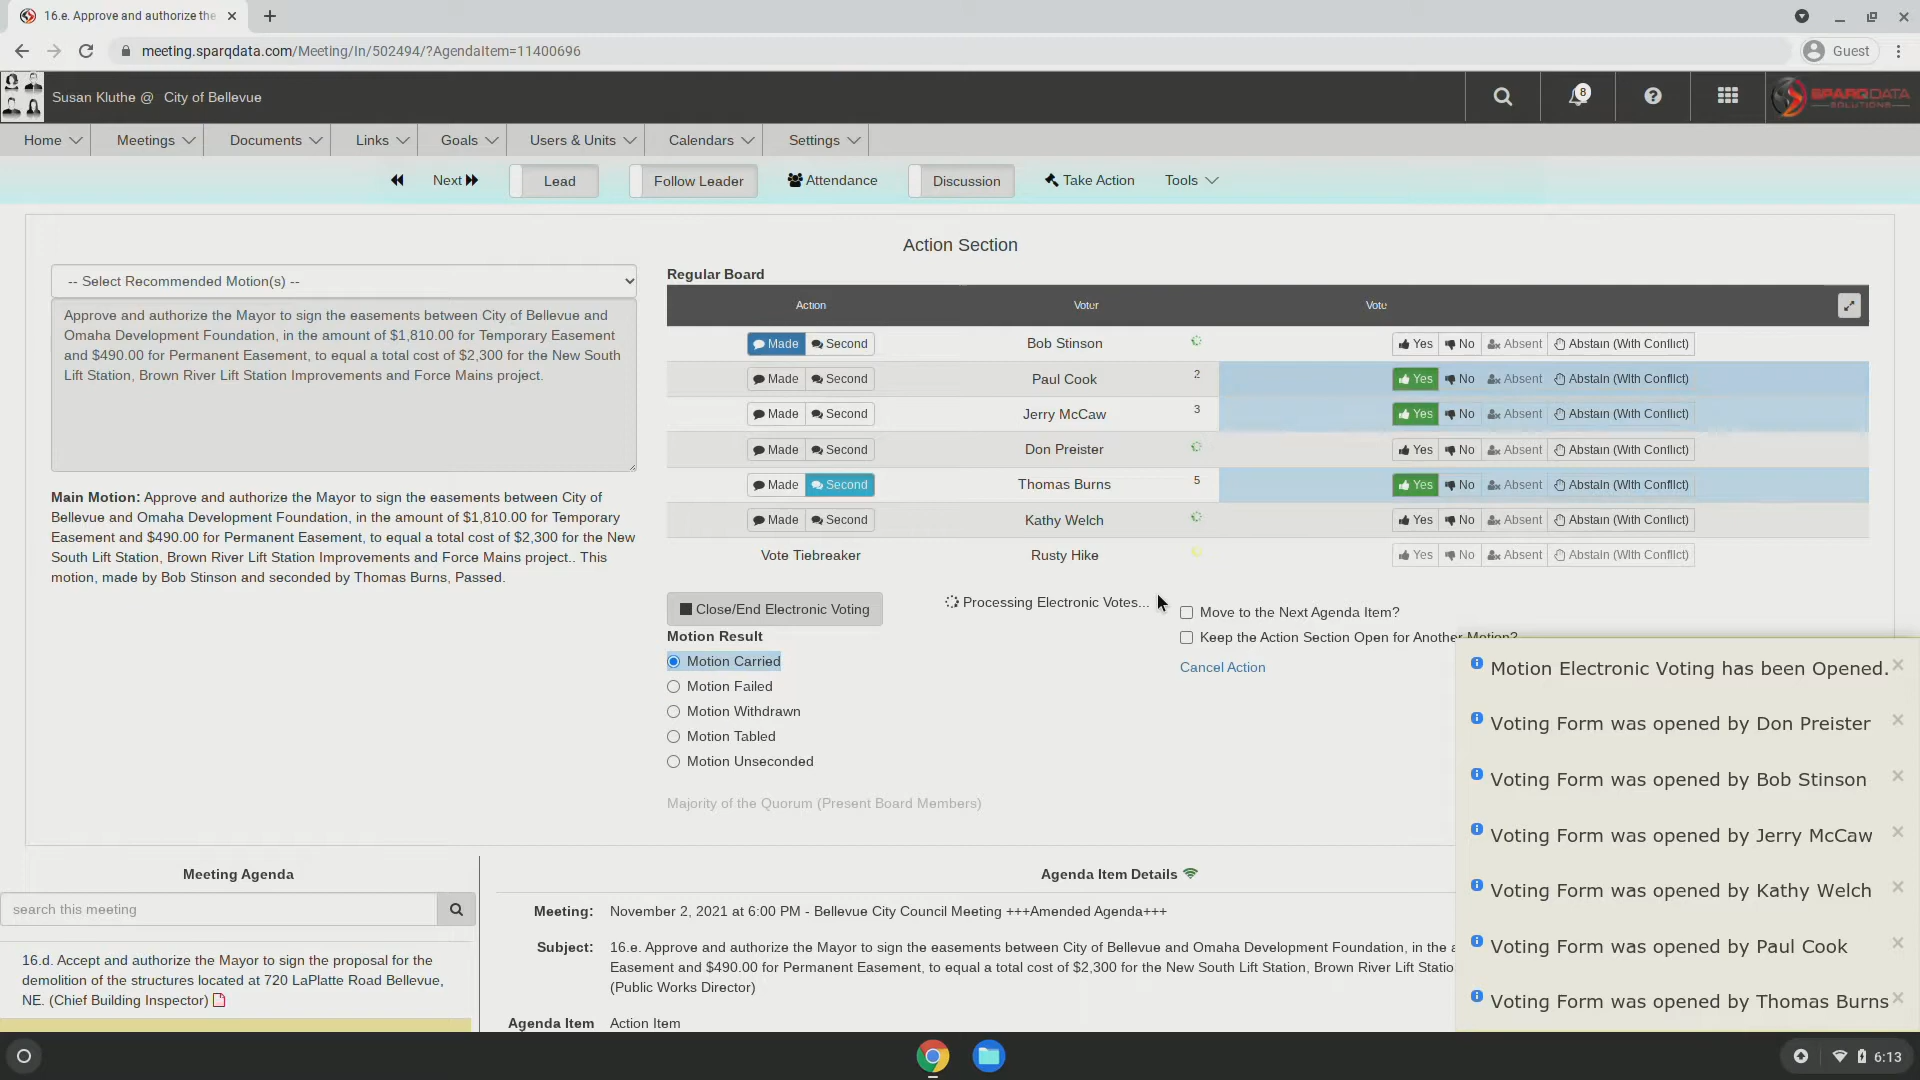 16.e. Approve and authorize the
meeting.sparqdata.com/Meeting/In/502494/?AgendaItem=11400696
Guest
Susan Kluthe @ City of Bellevue
8
SPARQDATA
SOLUTIONS
Home Meetings Documents Links Goals Users & Units Calendars Settings
Next Lead Follow Leader Attendance Discussion Take Action Tools
Action Section
-- Select Recommended Motion(s) --
Approve and authorize the Mayor to sign the easements between City of Bellevue and
Omaha Development Foundation, in the amount of $1,810.00 for Temporary Easement
and $490.00 for Permanent Easement, to equal a total cost of $2,300 for the New South
Lift Station, Brown River Lift Station Improvements and Force Mains project.
Main Motion: Approve and authorize the Mayor to sign the easements between City of
Bellevue and Omaha Development Foundation, in the amount of $1,810.00 for Temporary
Easement and $490.00 for Permanent Easement, to equal a total cost of $2,300 for the New
South Lift Station, Brown River Lift Station Improvements and Force Mains project.. This
motion, made by Bob Stinson and seconded by Thomas Burns, Passed.
Regular Board
Action Voter Vote
Made Second Bob Stinson Yes No Absent Abstain (With Conflict)
Made Second Paul Cook 2 Yes No Absent Abstain (With Conflict)
Made Second Jerry McCaw 3 Yes No Absent Abstain (With Conflict)
Made Second Don Preister Yes No Absent Abstain (With Conflict)
Made Second Thomas Burns 5 Yes No Absent Abstain (With Conflict)
Made Second Kathy Welch Yes No Absent Abstain (With Conflict)
Vote Tiebreaker Rusty Hike Yes No Absent Abstain (With Conflict)
Close/End Electronic Voting
Processing Electronic Votes...
Move to the Next Agenda Item?
Keep the Action Section Open for Another Motion?
Cancel Action
Motion Result
Motion Carried
Motion Failed
Motion Withdrawn
Motion Tabled
Motion Unseconded
Majority of the Quorum (Present Board Members)
Motion Electronic Voting has been Opened.
Voting Form was opened by Don Preister
Voting Form was opened by Bob Stinson
Voting Form was opened by Jerry McCaw
Voting Form was opened by Kathy Welch
Voting Form was opened by Paul Cook
Voting Form was opened by Thomas Burns
Meeting Agenda
search this meeting
16.d. Accept and authorize the Mayor to sign the proposal for the
demolition of the structures located at 720 LaPlatte Road Bellevue,
NE. (Chief Building Inspector)
Agenda Item Details
Meeting: November 2, 2021 at 6:00 PM - Bellevue City Council Meeting +++Amended Agenda+++
Subject: 16.e. Approve and authorize the Mayor to sign the easements between City of Bellevue and Omaha Development Foundation, in the a
Easement and $490.00 for Permanent Easement, to equal a total cost of $2,300 for the New South Lift Station, Brown River Lift Statio
(Public Works Director)
Agenda Item Action Item
6:13